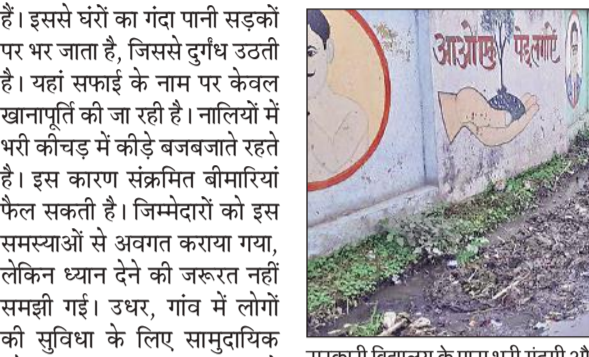 हैं। इससे घंरों का गंदा पानी सड़कों
पर भर जाता है, जिससे दुर्गंध उठती
है। यहां सफाई के नाम पर केवल
खानापूर्ति की जा रही है। नालियों में
भरी कीचड़ में कीड़े बजबजाते रहते
है। इस कारण संक्रमित बीमारियां
फैल सकती है। जिम्मेदारों को इस
समस्याओं से अवगत कराया गया,
लेकिन ध्यान देने की जरूरत नहीं
समझी गई। उधर, गांव में लोगों
की सुविधा के लिए सामुदायिक
आओ पेड़ लगाएें